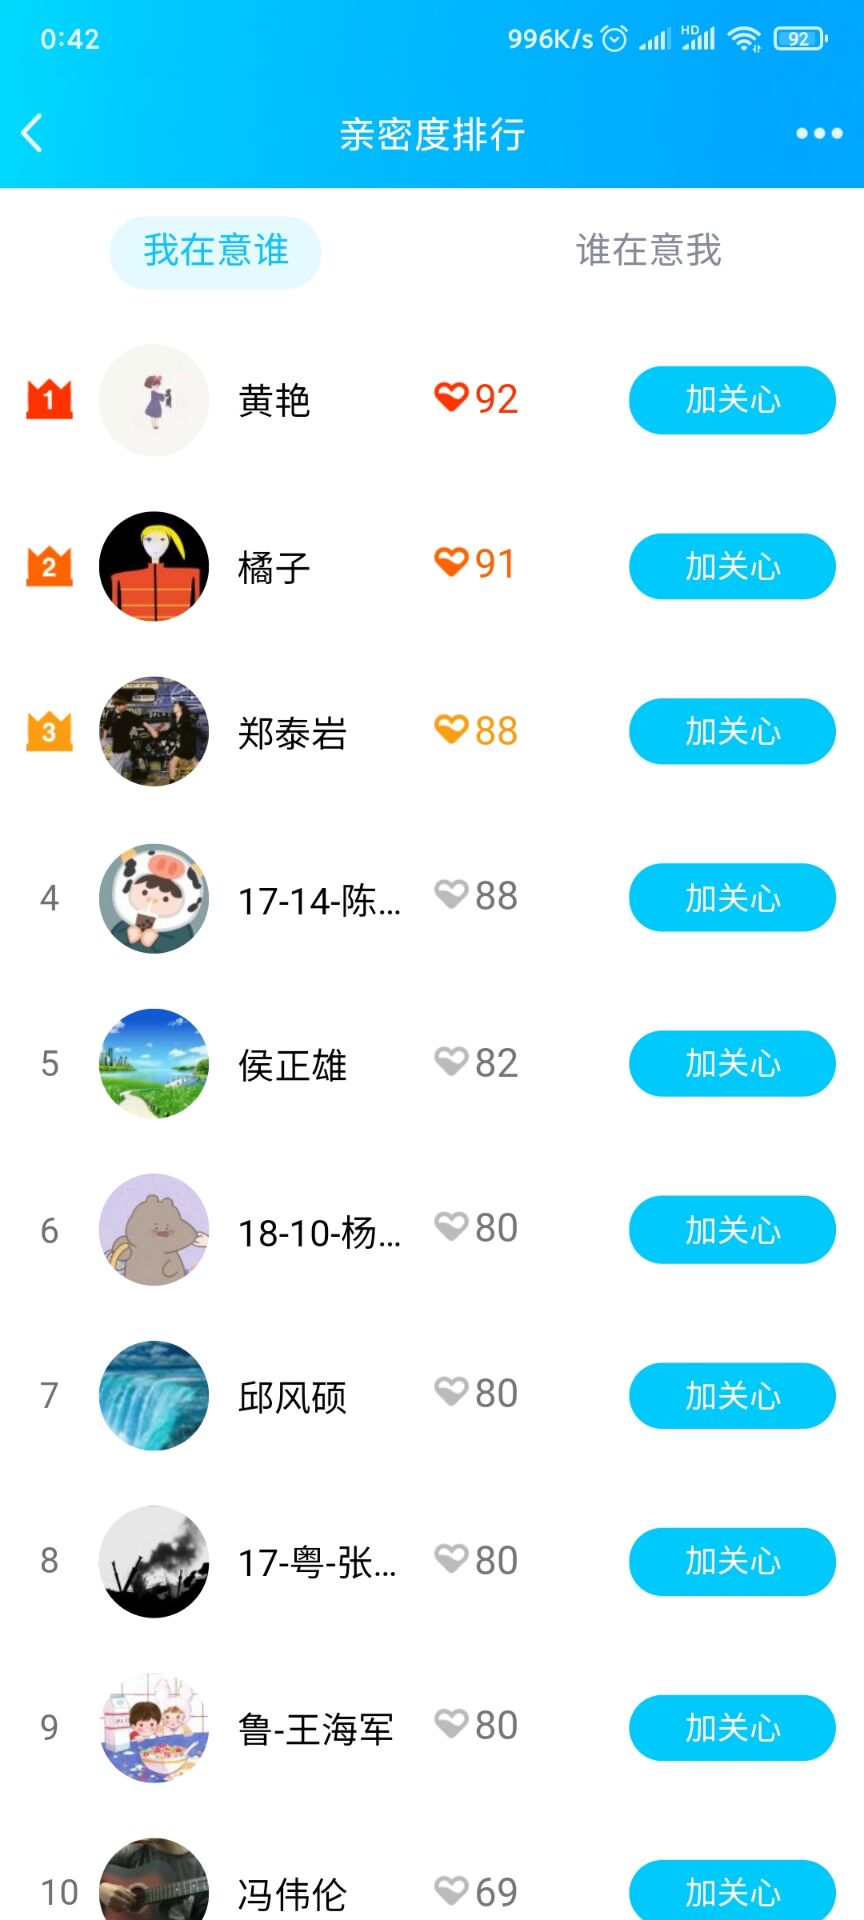 0:42 996K/s HD 92
亲密度排行
我在意谁 谁在意我
1 黄艳 92 加关心
2 橘子 91 加关心
3 郑泰岩 88 加关心
4 17-14-陈... 88 加关心
5 侯正雄 82 加关心
6 18-10-杨... 80 加关心
7 邱风硕 80 加关心
8 17-粤-张... 80 加关心
9 鲁-王海军 80 加关心
10 冯伟伦 69 加关心